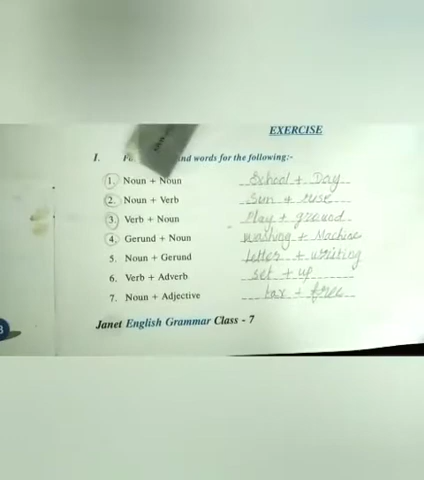 EXERCISE
I. nd words for the following:-
1. Noun + Noun School + Day
2. Noun + Verb Sun + rise
3. Verb + Noun Play + ground
4. Gerund + Noun washing + Machine
5. Noun + Gerund letter + writing
6. Verb + Adverb set + up
7. Noun + Adjective tax + free
Janet English Grammar Class - 7